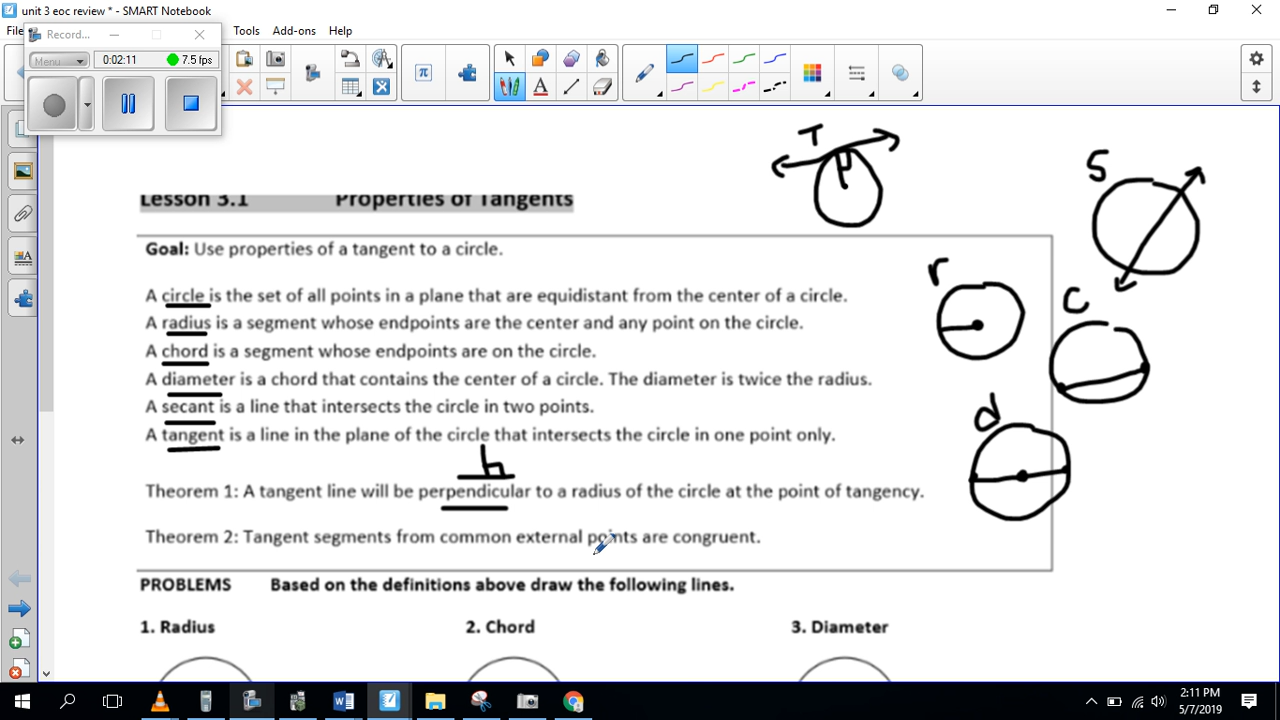 unit 3 eoc review * - SMART Notebook
Record...
Tools Add-ons Help
Menu 0:02:11 7.5 fps
T
S
Lesson 3.1 Properties of Tangents
Goal: Use properties of a tangent to a circle.
r
A circle is the set of all points in a plane that are equidistant from the center of a circle.
C
A radius is a segment whose endpoints are the center and any point on the circle.
A chord is a segment whose endpoints are on the circle.
A diameter is a chord that contains the center of a circle. The diameter is twice the radius.
A secant is a line that intersects the circle in two points.
d
A tangent is a line in the plane of the circle that intersects the circle in one point only.
Theorem 1: A tangent line will be perpendicular to a radius of the circle at the point of tangency.
Theorem 2: Tangent segments from common external points are congruent.
PROBLEMS Based on the definitions above draw the following lines.
1. Radius 2. Chord 3. Diameter
2:11 PM
5/7/2019